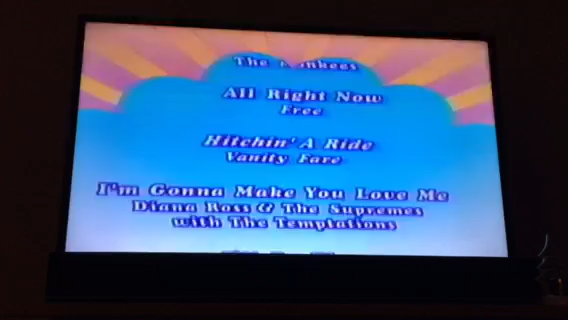 The
All Right Now
Free
Hitchin' A Ride
Vanity Fare
I'm Gonna Make You Love Me
Diana Ross & The Supremes
with The Temptations